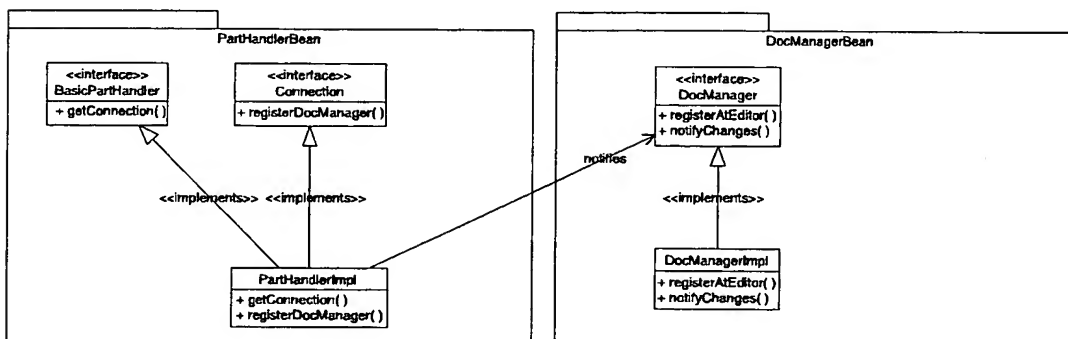 PartHandlerBean
<<interface>>
BasicPartHandler
+ getConnection( )
<<interface>>
Connection
+ registerDocManager( )
<<implements>>
<<implements>>
PartHandlerImpl
+ getConnection( )
+ registerDocManager( )
notifies
DocManagerBean
<<interface>>
DocManager
+ registerAtEditor( )
+ notifyChanges( )
<<implements>>
DocManagerImpl
+ registerAtEditor( )
+ notifyChanges( )